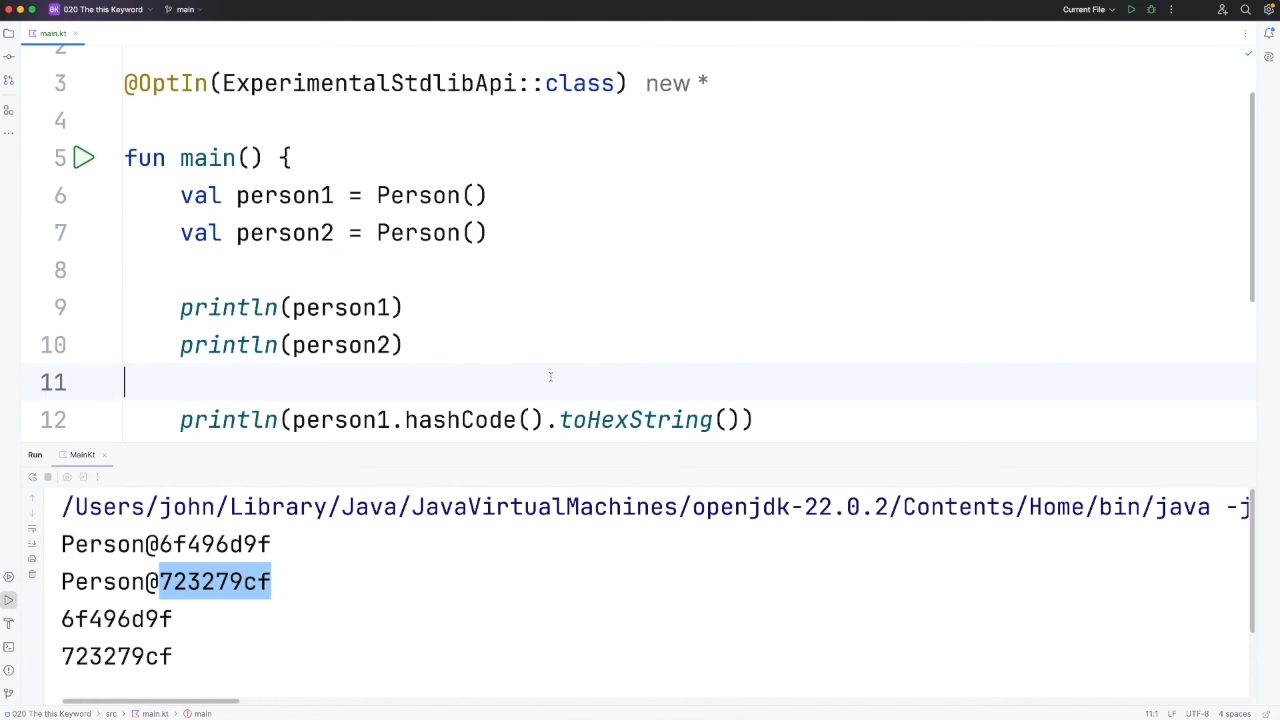 BK 020 The this Keyword main Current File
main.kt
2
3 @OptIn(ExperimentalStdlibApi::class) new *
4
5 fun main() {
6 val person1 = Person()
7 val person2 = Person()
8
9 println(person1)
10 println(person2)
11
12 println(person1.hashCode().toHexString())
Run MainKt
/Users/john/Library/Java/JavaVirtualMachines/openjdk-22.0.2/Contents/Home/bin/java -j
Person@6f496d9f
Person@723279cf
6f496d9f
723279cf
020 The this Keyword > src > main.kt > main 11:1 LF UTF-8 4 spaces